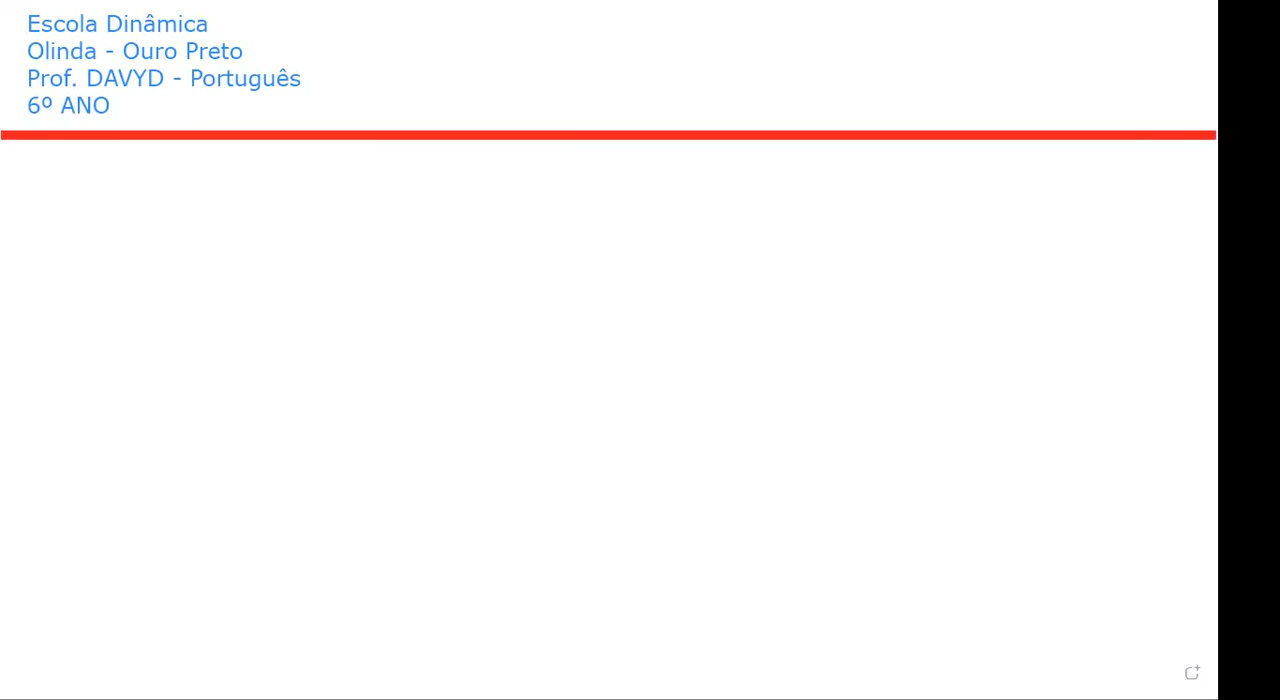 Escola Dinâmica
Olinda - Ouro Preto
Prof. DAVYD - Português
6º ANO